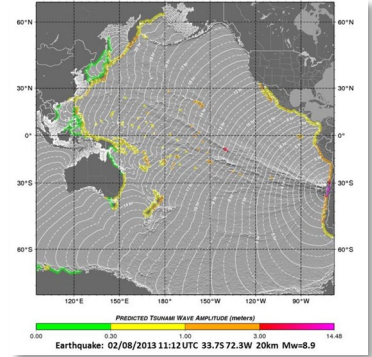 60°N 60°N
30°N 30°N
0° 0°
30°S 30°S
60°S 60°S
120°E 150°E 180° 150°W 120°W 90°W
PREDICTED TSUNAMI WAVE AMPLITUDE (meters)
0.00 0.30 1.00 3.00 14.48
Earthquake: 02/08/2013 11:12 UTC 33.7S 72.3W 20km Mw=8.9